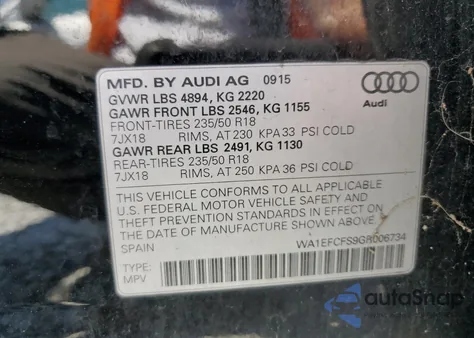 MFD. BY AUDI AG 0915
GVWR LBS 4894, KG 2220
GAWR FRONT LBS 2546, KG 1155
FRONT-TIRES 235/50 R18
7JX18 RIMS, AT 230 KPA 33 PSI COLD
GAWR REAR LBS 2491, KG 1130
REAR-TIRES 235/50 R18
7JX18 RIMS, AT 250 KPA 36 PSI COLD
Audi
THIS VEHICLE CONFORMS TO ALL APPLICABLE
U.S. FEDERAL MOTOR VEHICLE SAFETY AND
THEFT PREVENTION STANDARDS IN EFFECT ON
THE DATE OF MANUFACTURE SHOWN ABOVE.
SPAIN WA1EFCFS9GR006734
TYPE:
MPV
autoSnap